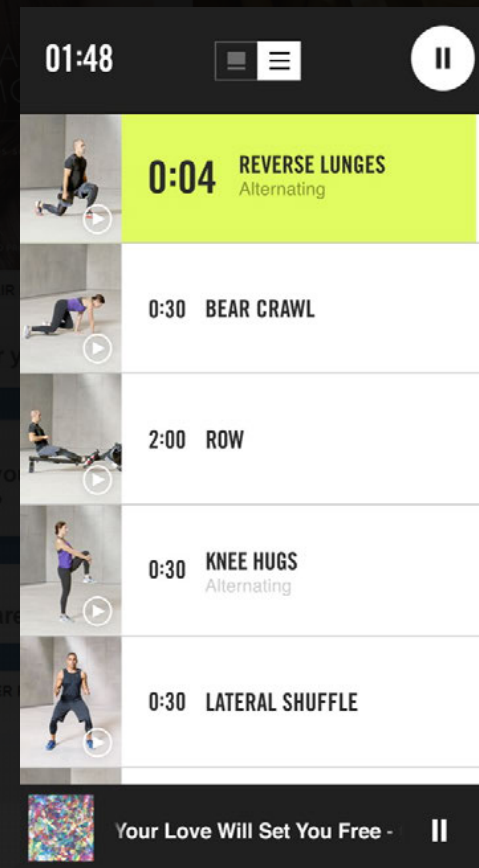 01:48
0:04 REVERSE LUNGES
Alternating
0:30 BEAR CRAWL
2:00 ROW
0:30 KNEE HUGS
Alternating
0:30 LATERAL SHUFFLE
Your Love Will Set You Free -